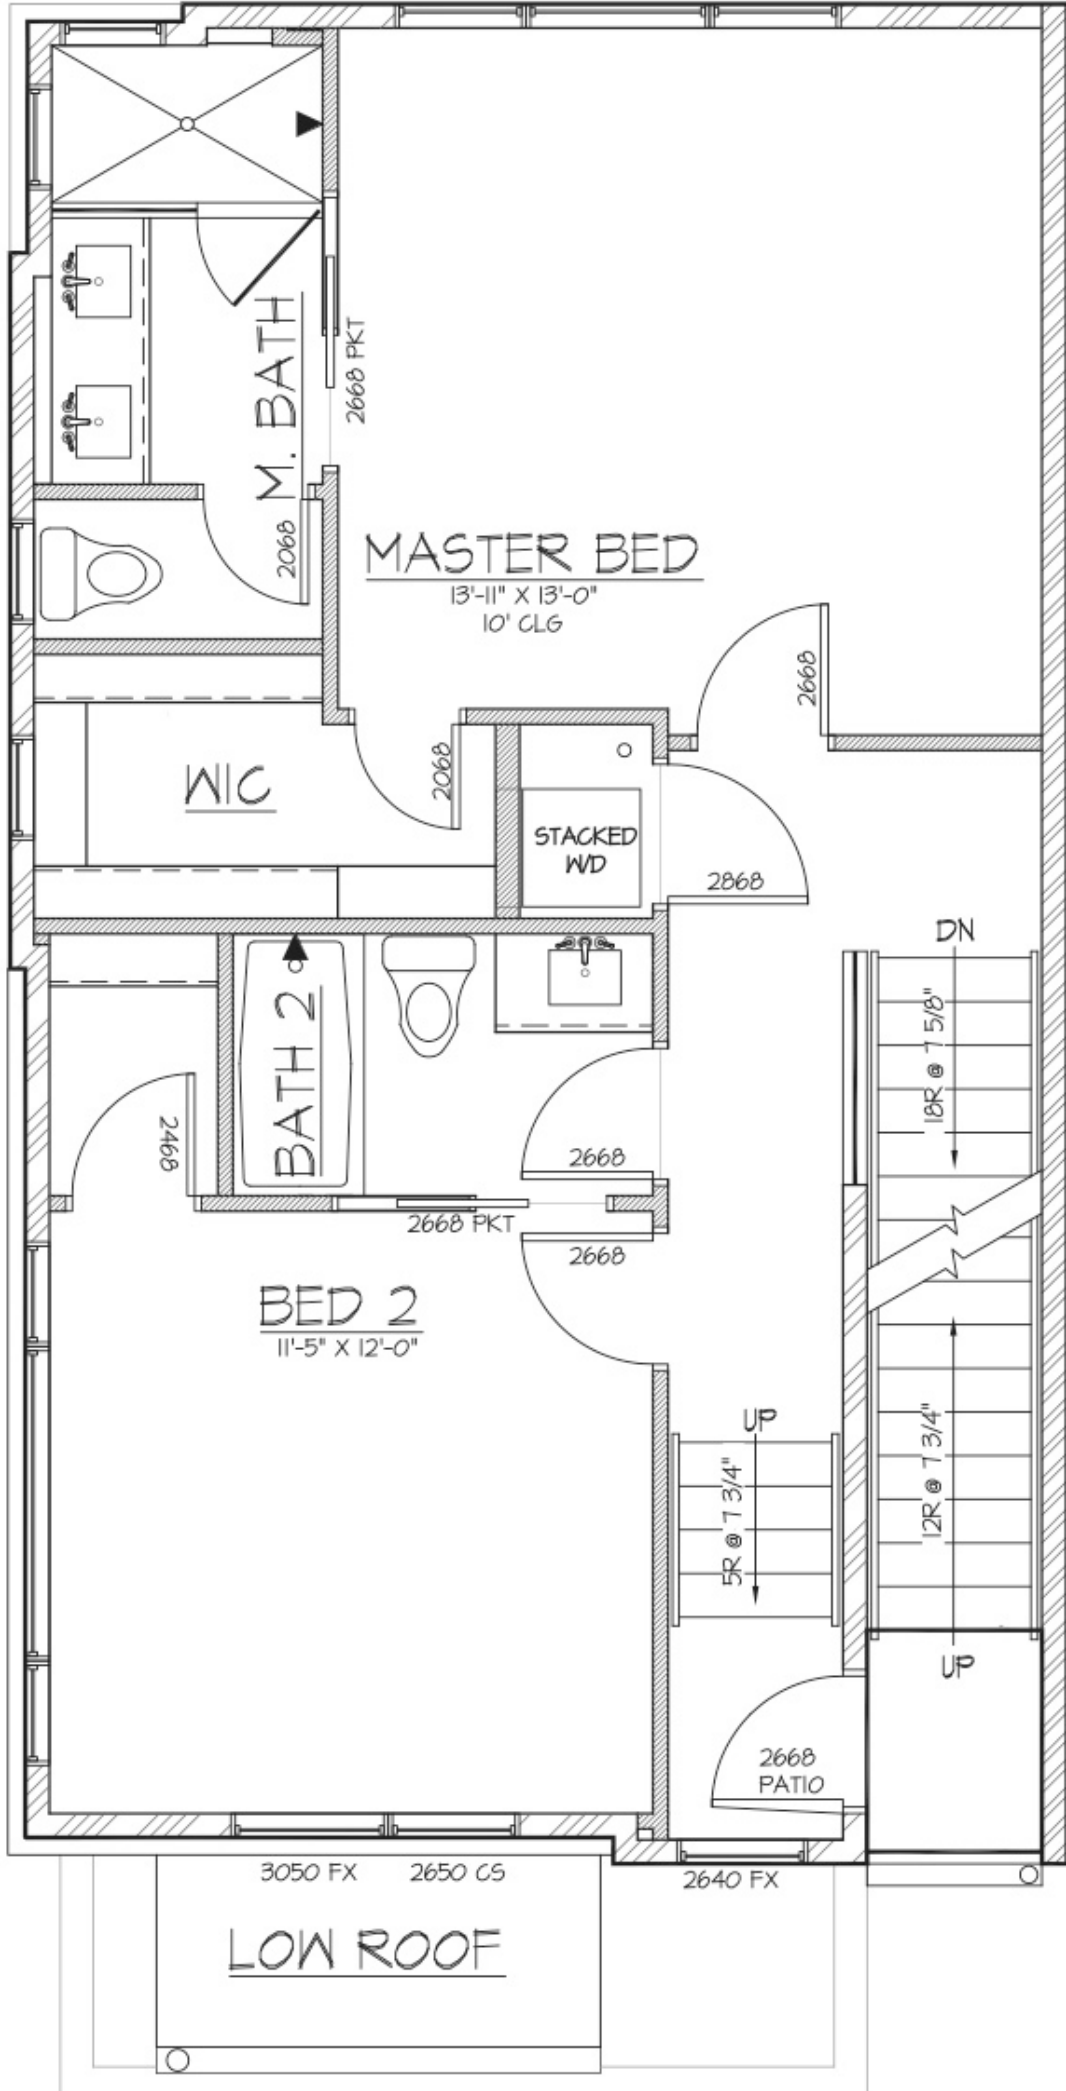 2668 PKT
M. BATH
2068
MASTER BED
13'-11" X 13'-0"
10' CLG
2668
WIC
2068
STACKED
W/D
2868
DN
18R @ 7 5/8"
BATH 2
2468
2668
2668 PKT
2668
BED 2
11'-5" X 12'-0"
UP
5R @ 7 3/4"
12R @ 7 3/4"
UP
2668
PATIO
3050 FX
2650 CS
2640 FX
LOW ROOF